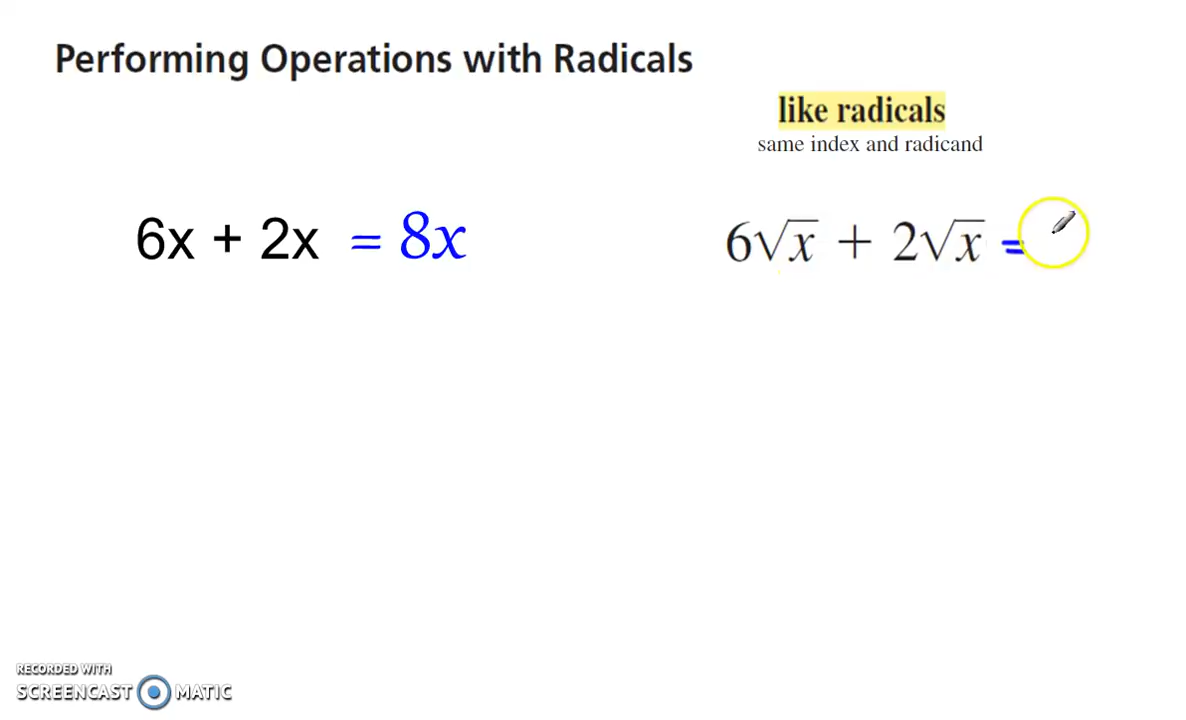 Performing Operations with Radicals
like radicals
same index and radicand
6x + 2x = 8x
6√x + 2√x =
RECORDED WITH
SCREENCAST MATIC